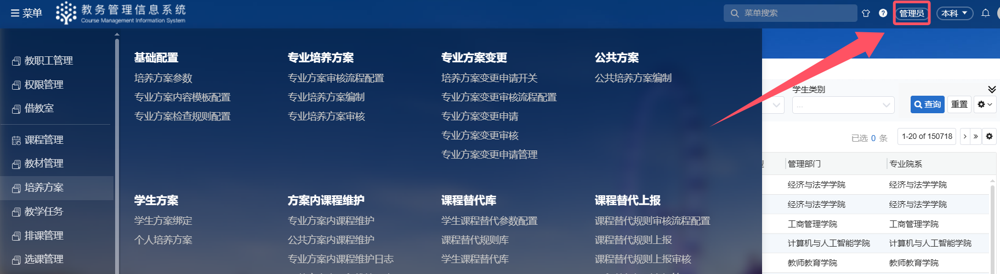 菜单
教务管理信息系统
Course Management Information System
菜单搜索
管理员
本科
教职工管理
权限管理
借教室
课程管理
教材管理
培养方案
教学任务
排课管理
选课管理
基础配置
培养方案参数
专业方案内容模板配置
专业方案检查规则配置
专业培养方案
专业方案审核流程配置
专业培养方案编制
专业培养方案审核
专业方案变更
培养方案变更申请开关
专业方案变更审核流程配置
专业方案变更申请
专业方案变更审核
专业方案变更申请管理
公共方案
公共培养方案编制
学生方案
学生方案绑定
个人培养方案
方案内课程维护
专业方案内课程维护
公共方案内课程维护
专业方案内课程维护日志
课程替代库
学生课程替代参数配置
课程替代规则库
学生课程替代库
课程替代上报
课程替代规则审核流程配置
课程替代规则上报
课程替代规则上报审核
学生类别
...
查询
重置
已选 0 条
1-20 of 150718
管理部门 专业院系
经济与法学学院 经济与法学学院
经济与法学学院 经济与法学学院
工商管理学院 工商管理学院
计算机与人工智能学院 计算机与人工智能学院
教师教育学院 教师教育学院